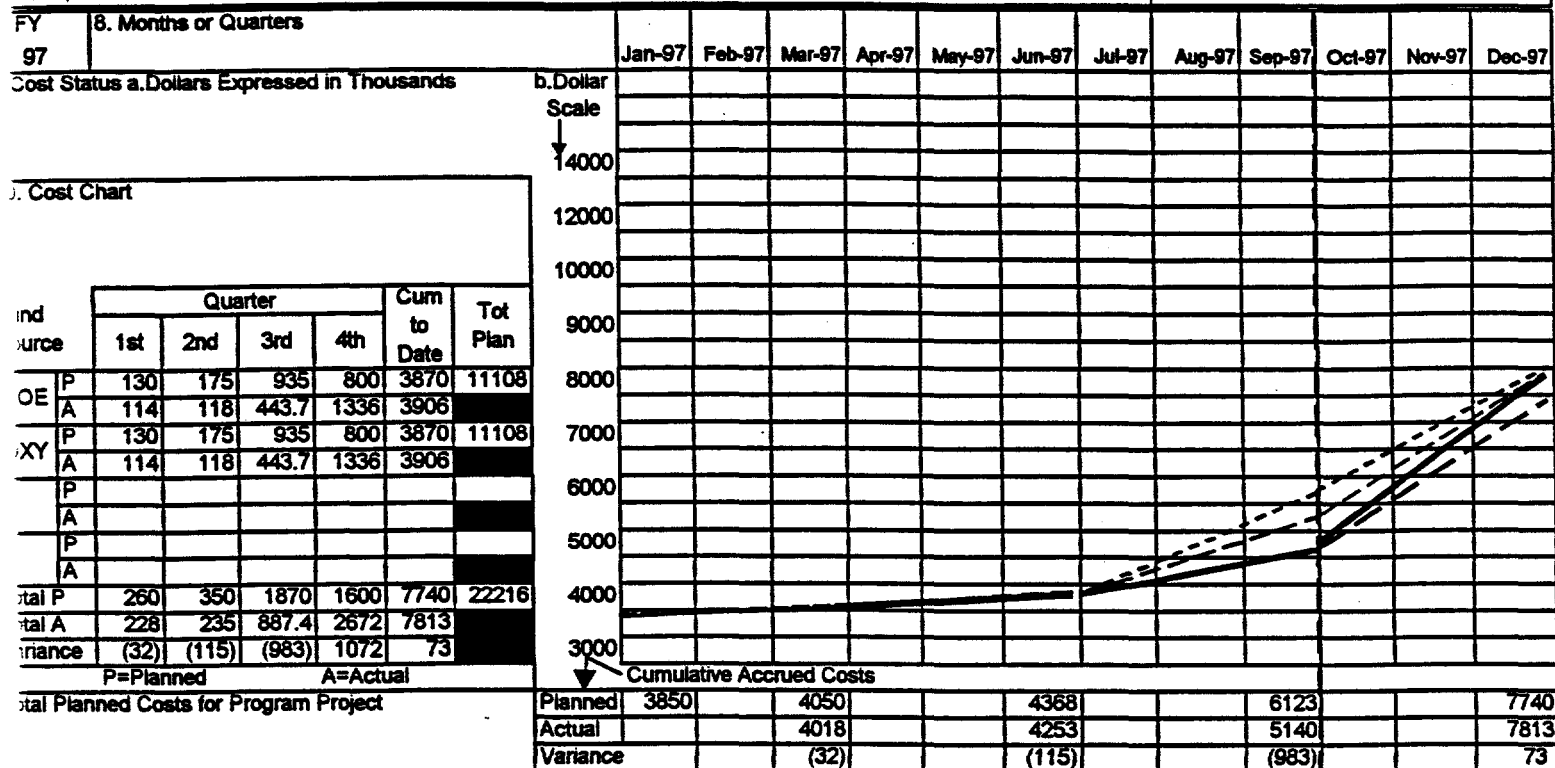 FY 8. Months or Quarters
97 Jan-97 Feb-97 Mar-97 Apr-97 May-97 Jun-97 Jul-97 Aug-97 Sep-97 Oct-97 Nov-97 Dec-97
Cost Status a.Dollars Expressed in Thousands b.Dollar
Scale
14000
. Cost Chart
12000
10000
9000
8000
7000
6000
5000
4000
3000
Quarter Cum to Date Tot Plan
1st 2nd 3rd 4th
OE P 130 175 935 800 3870 11108
A 114 118 443.7 1336 3906
XY P 130 175 935 800 3870 11108
A 114 118 443.7 1336 3906
P
A
P
A
tal P 260 350 1870 1600 7740 22216
tal A 228 235 887.4 2672 7813
riance (32) (115) (983) 1072 73
P=Planned A=Actual
Cumulative Accrued Costs
tal Planned Costs for Program Project
Planned 3850 4050 4368 6123 7740
Actual 4018 4253 5140 7813
Variance (32) (115) (983) 73